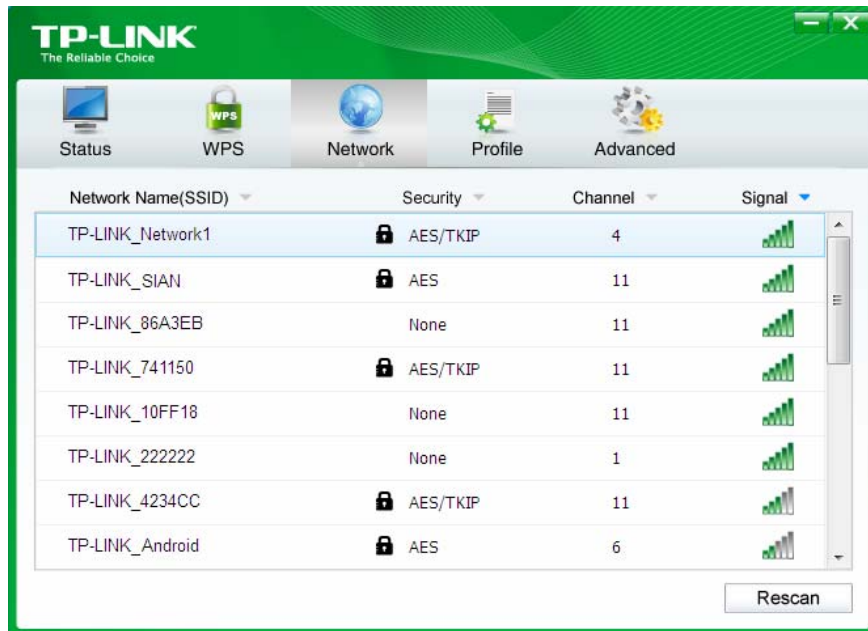 TP-LINK
The Reliable Choice
Status WPS Network Profile Advanced
Network Name(SSID) Security Channel Signal
TP-LINK_Network1 AES/TKIP 4
TP-LINK_SIAN AES 11
TP-LINK_86A3EB None 11
TP-LINK_741150 AES/TKIP 11
TP-LINK_10FF18 None 11
TP-LINK_222222 None 1
TP-LINK_4234CC AES/TKIP 11
TP-LINK_Android AES 6
Rescan